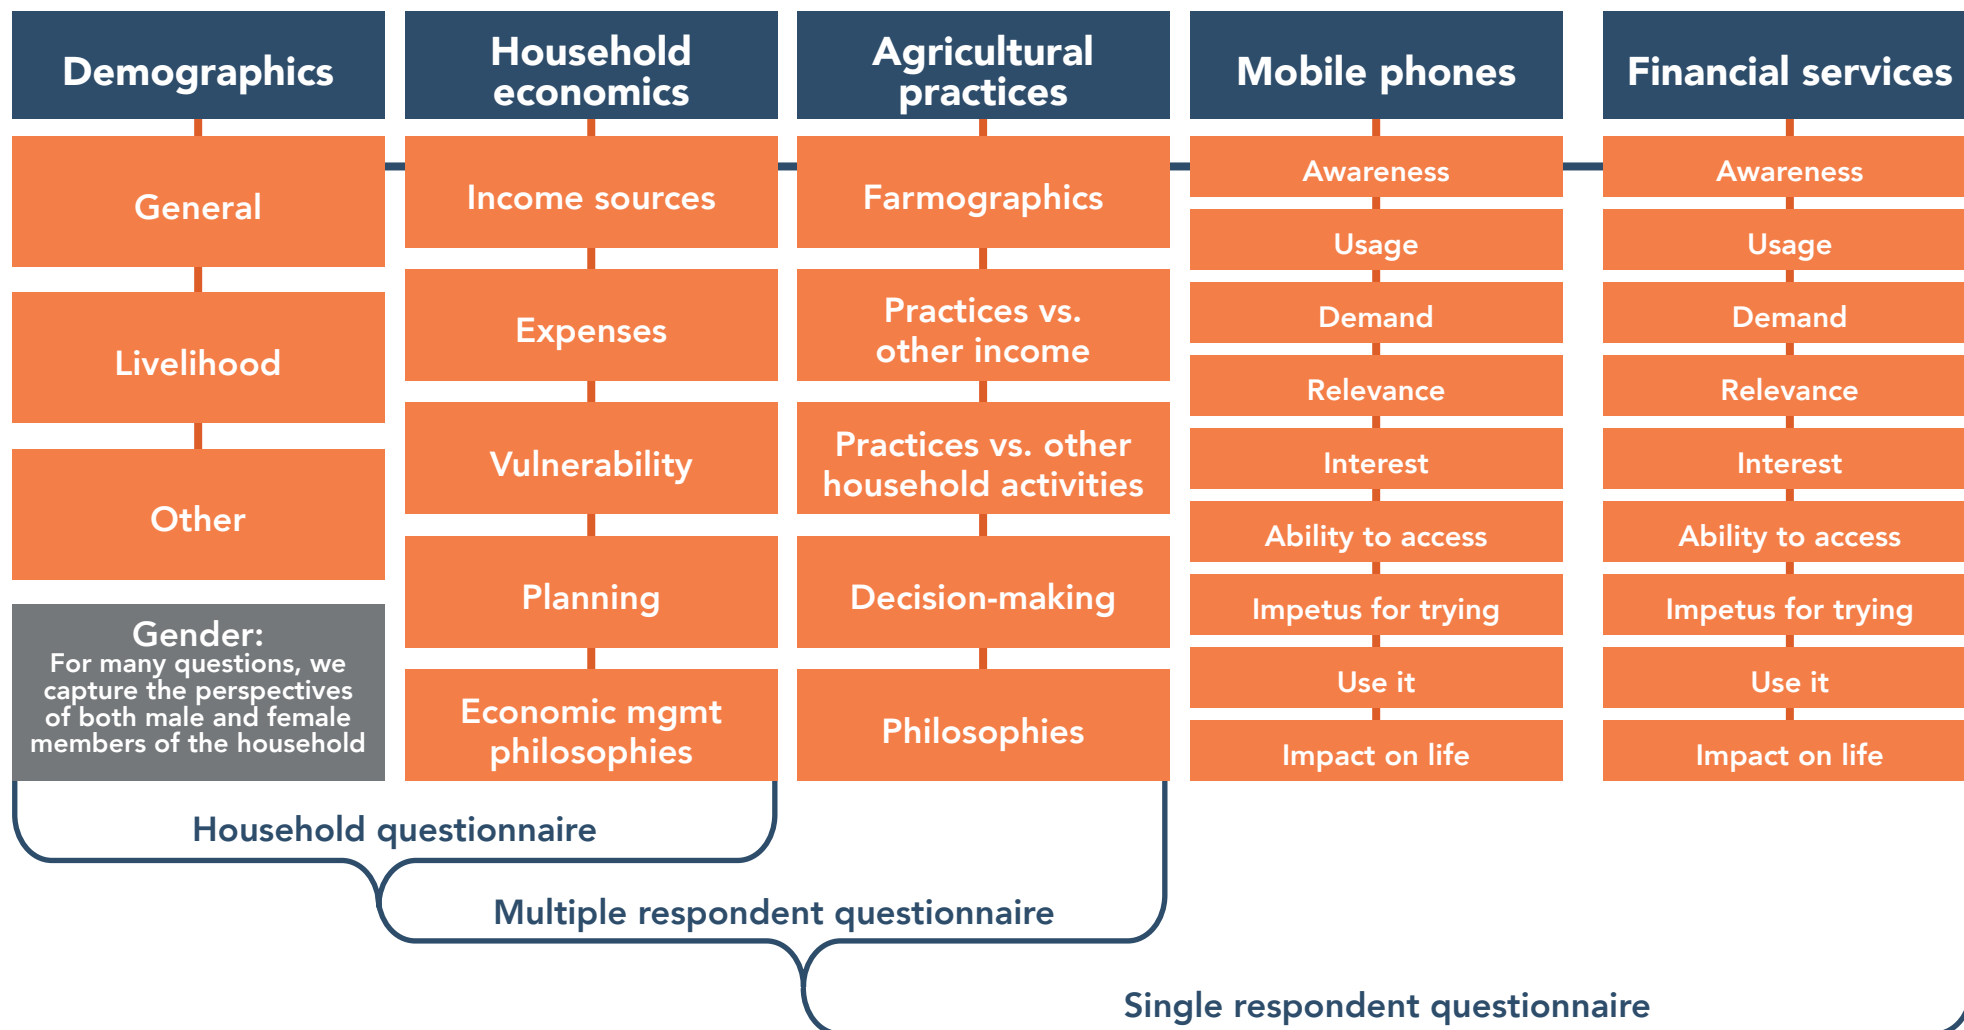 Demographics
General
Livelihood
Other
Gender:
For many questions, we
capture the perspectives
of both male and female
members of the household
Household
economics
Income sources
Expenses
Vulnerability
Planning
Economic mgmt
philosophies
Agricultural
practices
Farmographics
Practices vs.
other income
Practices vs. other
household activities
Decision-making
Philosophies
Mobile phones
Awareness
Usage
Demand
Relevance
Interest
Ability to access
Impetus for trying
Use it
Impact on life
Financial services
Awareness
Usage
Demand
Relevance
Interest
Ability to access
Impetus for trying
Use it
Impact on life
Household questionnaire
Multiple respondent questionnaire
Single respondent questionnaire